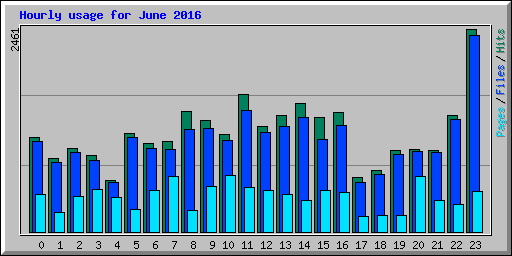 Hourly usage for June 2016
2461
Pages/Files/Hits
0 1 2 3 4 5 6 7 8 9 10 11 12 13 14 15 16 17 18 19 20 21 22 23